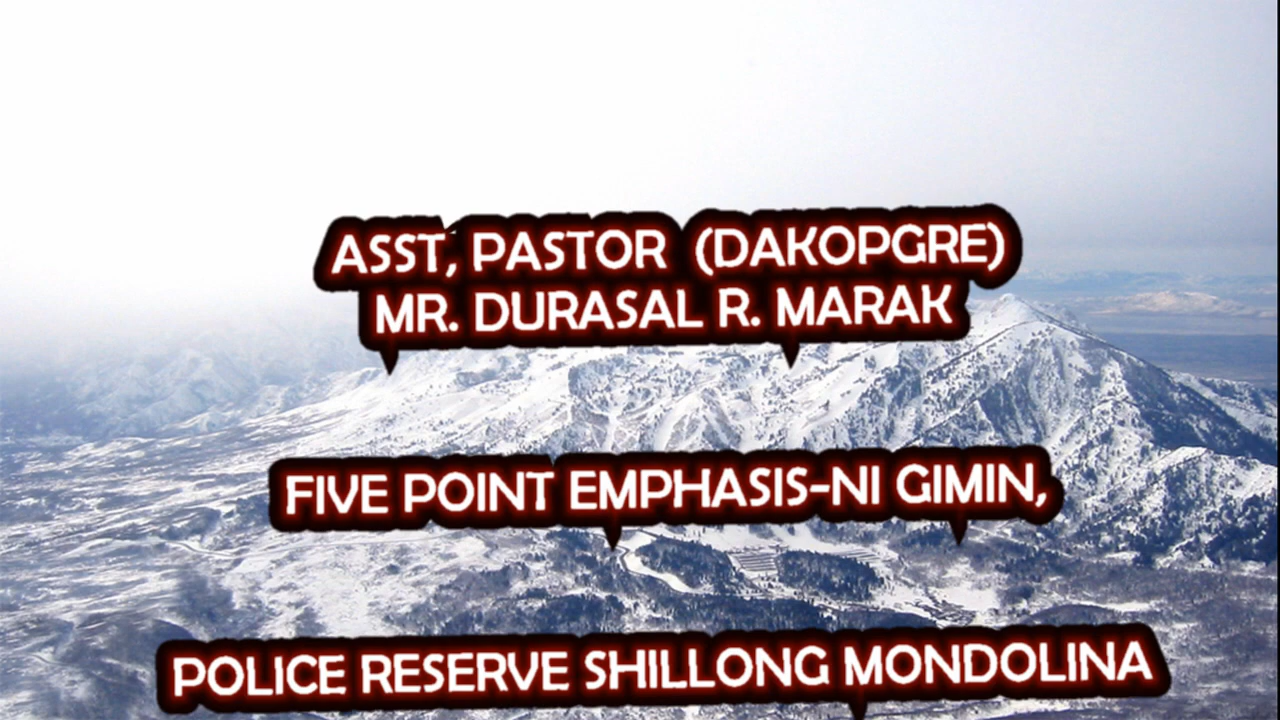 ASST, PASTOR (DAKOPGRE)
MR. DURASAL R. MARAK
FIVE POINT EMPHASIS-NI GIMIN,
POLICE RESERVE SHILLONG MONDOLINA